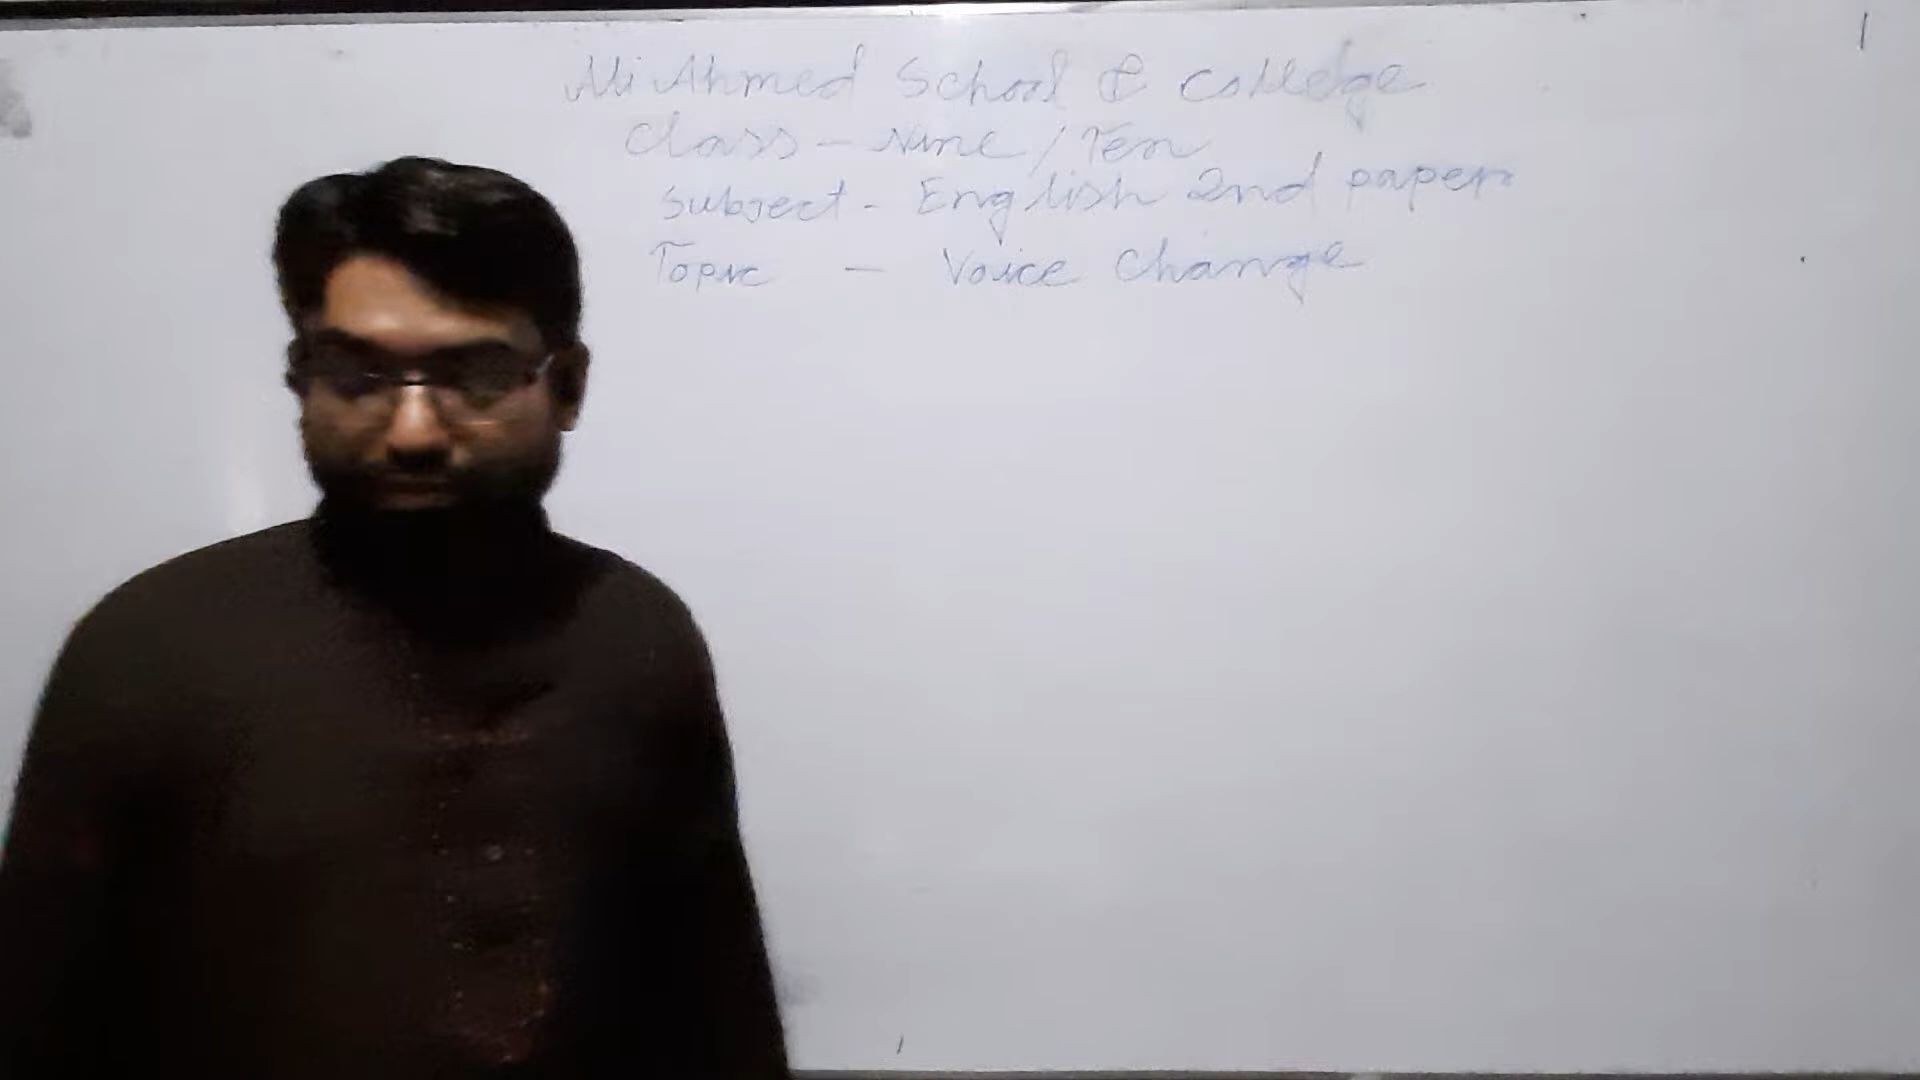 Ali Ahmed School & College
Class - Nine / Ten
Subject - English 2nd paper
Topic - Voice Change